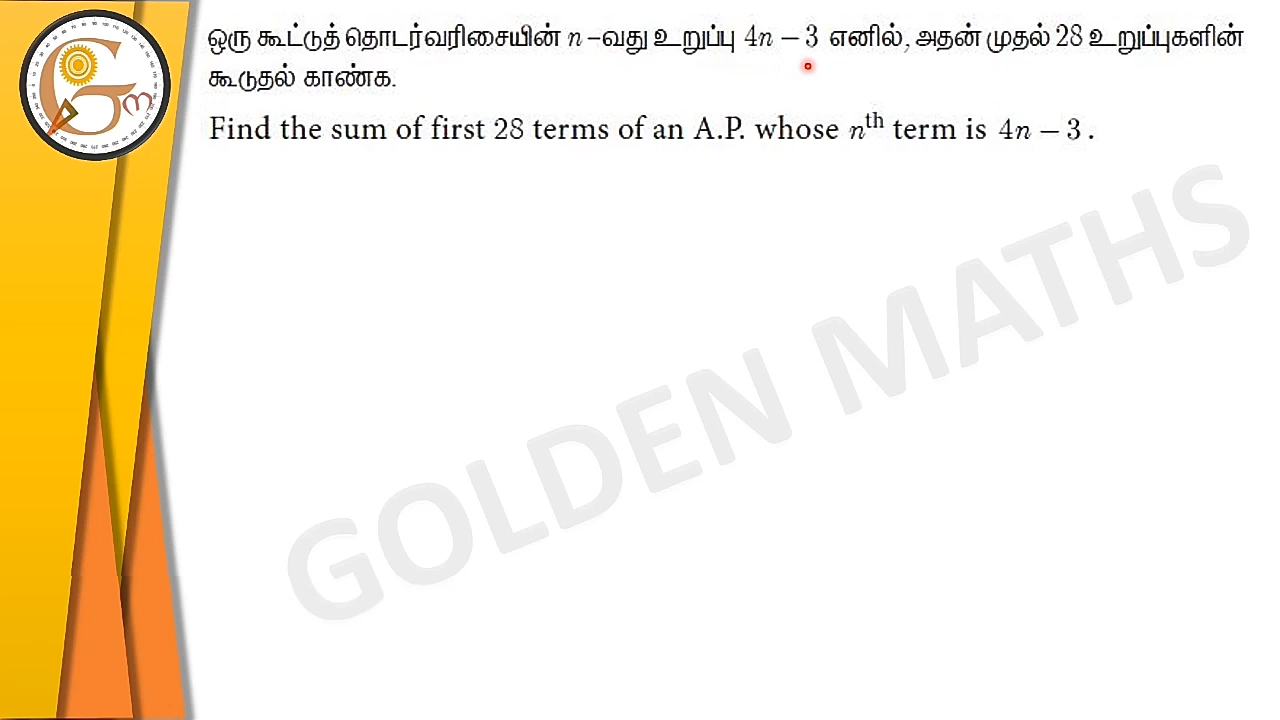 ஒரு கூட்டுத் தொடர்வரிசையின் n –வது உறுப்பு 4n − 3 எனில், அதன் முதல் 28 உறுப்புகளின்
கூடுதல் காண்க.
Find the sum of first 28 terms of an A.P. whose nth term is 4n − 3 .
GOLDEN MATHS